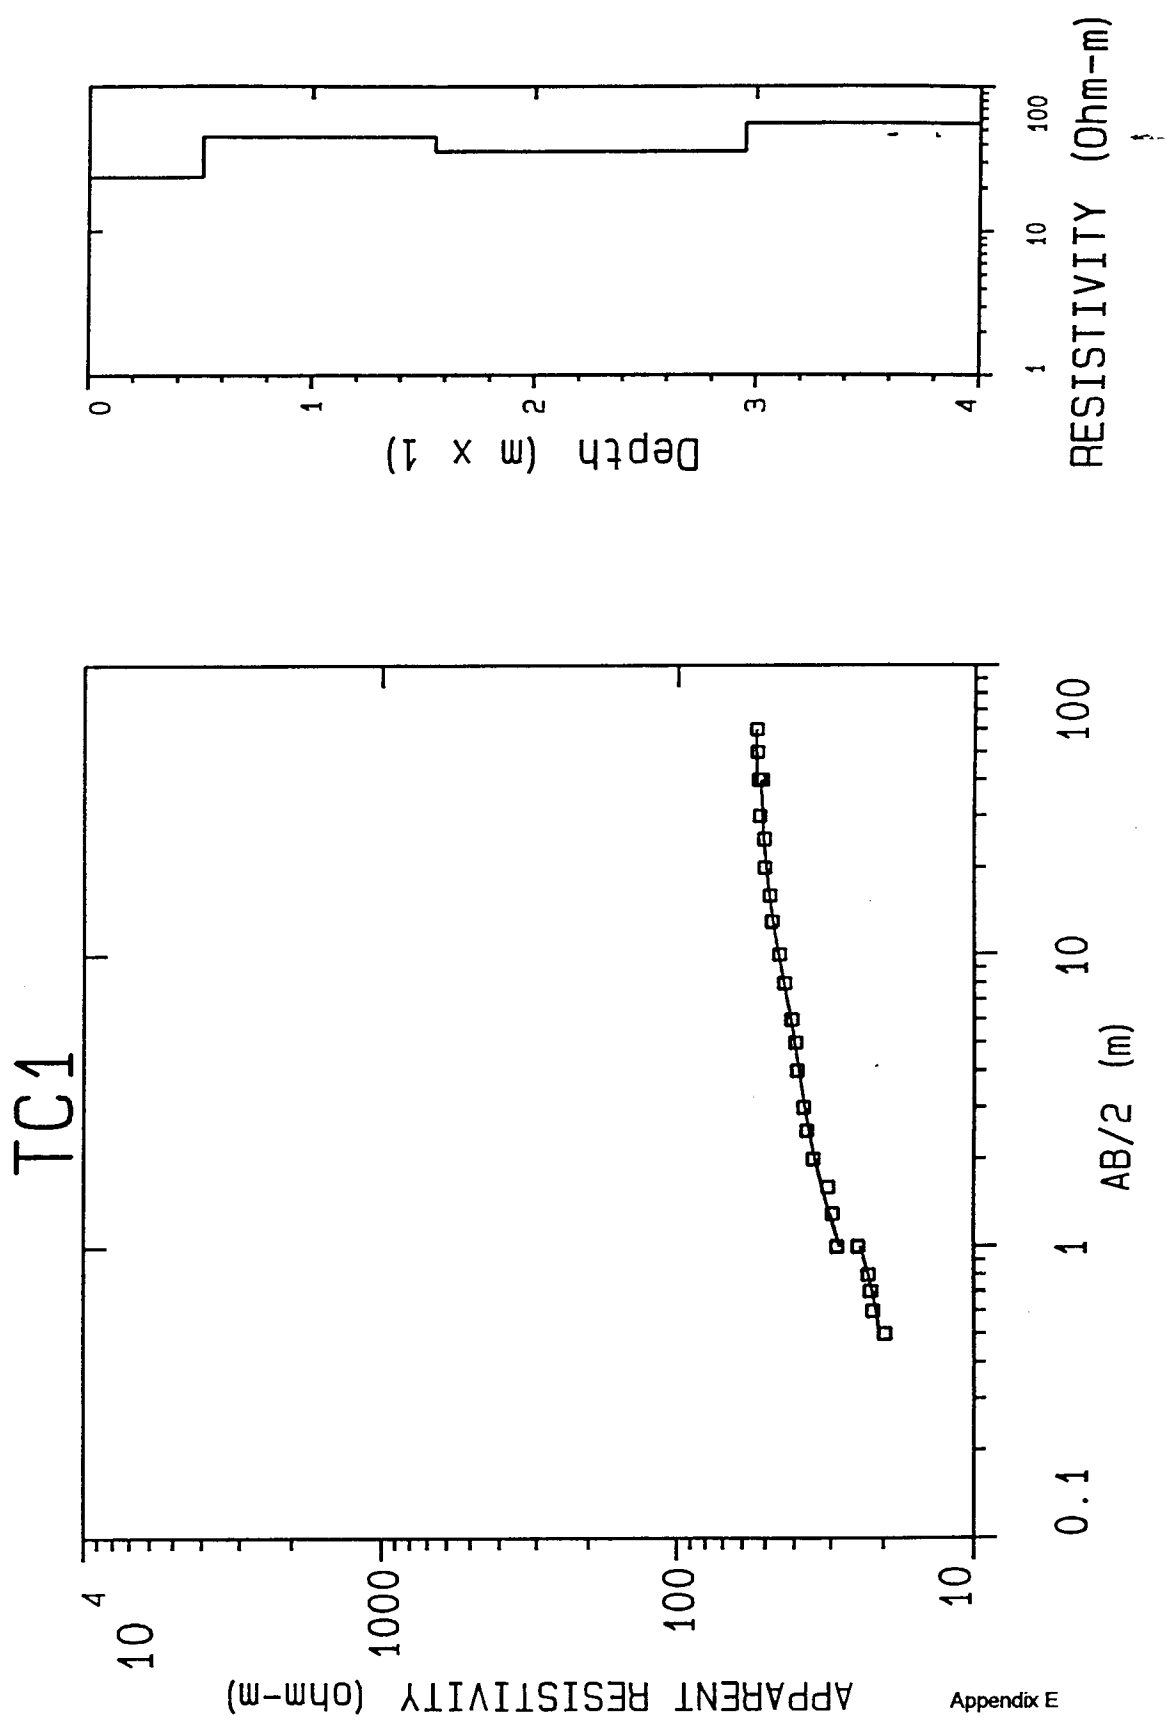 TC1
10 4
1000
100
10
APPARENT RESISTIVITY (ohm-m)
0.1
1
10
100
AB/2 (m)
0
1
2
3
4
Depth (m x 1)
1
10
100
RESISTIVITY (Ohm-m)
Appendix E